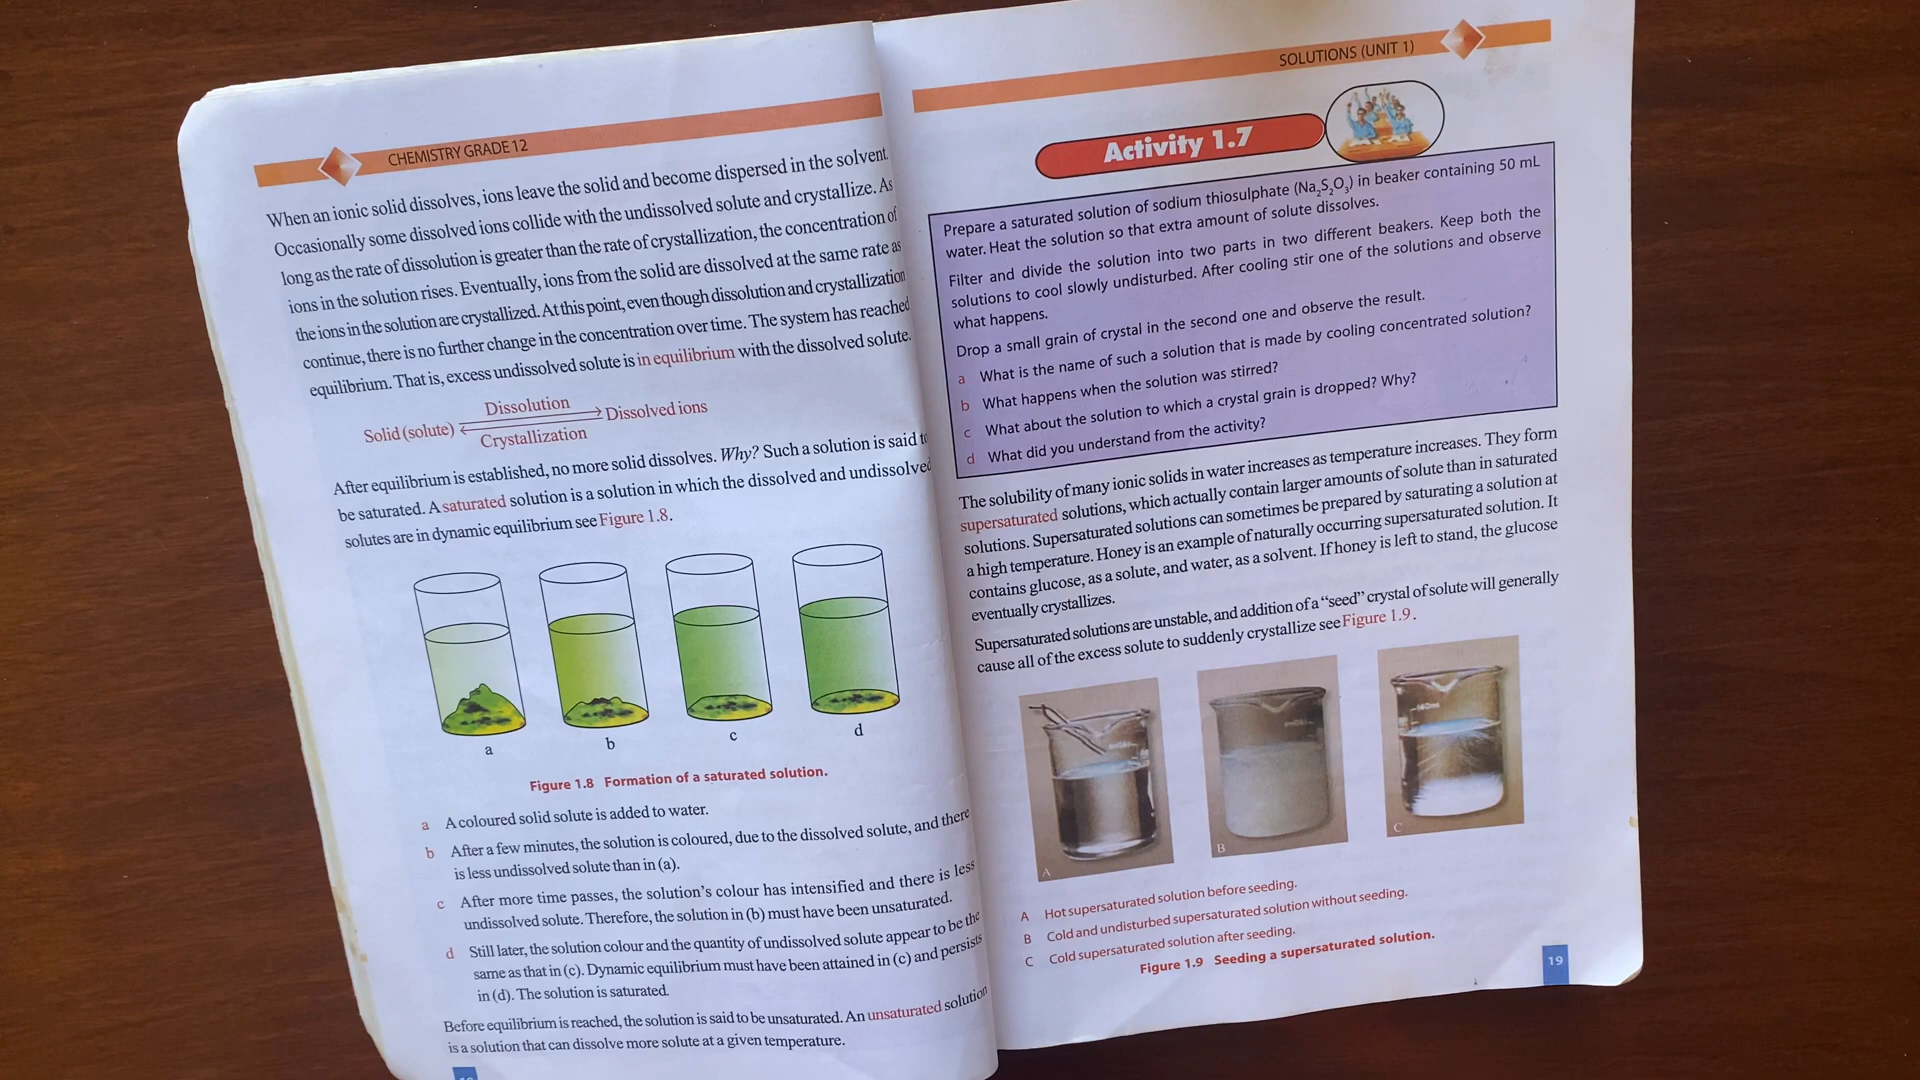 CHEMISTRY GRADE 12
When an ionic solid dissolves, ions leave the solid and become dispersed in the solvent.
Occasionally some dissolved ions collide with the undissolved solute and crystallize. As
long as the rate of dissolution is greater than the rate of crystallization, the concentration of
ions in the solution rises. Eventually, ions from the solid are dissolved at the same rate as
the ions in the solution are crystallized. At this point, even though dissolution and crystallization
continue, there is no further change in the concentration over time. The system has reached
equilibrium. That is, excess undissolved solute is in equilibrium with the dissolved solute.
Dissolution
Solid (solute) ⇌ Dissolved ions
Crystallization
After equilibrium is established, no more solid dissolves. Why? Such a solution is said to
be saturated. A saturated solution is a solution in which the dissolved and undissolved
solutes are in dynamic equilibrium see Figure 1.8.
a
b
c
d
Figure 1.8 Formation of a saturated solution.
a A coloured solid solute is added to water.
b After a few minutes, the solution is coloured, due to the dissolved solute, and there
is less undissolved solute than in (a).
c After more time passes, the solution's colour has intensified and there is less
undissolved solute. Therefore, the solution in (b) must have been unsaturated.
d Still later, the solution colour and the quantity of undissolved solute appear to be the
same as that in (c). Dynamic equilibrium must have been attained in (c) and persists
in (d). The solution is saturated.
Before equilibrium is reached, the solution is said to be unsaturated. An unsaturated solution
is a solution that can dissolve more solute at a given temperature.
SOLUTIONS (UNIT 1)
Activity 1.7
Prepare a saturated solution of sodium thiosulphate (Na₂S₂O₃) in beaker containing 50 mL
water. Heat the solution so that extra amount of solute dissolves.
Filter and divide the solution into two parts in two different beakers. Keep both the
solutions to cool slowly undisturbed. After cooling stir one of the solutions and observe
what happens.
Drop a small grain of crystal in the second one and observe the result.
a What is the name of such a solution that is made by cooling concentrated solution?
b What happens when the solution was stirred?
c What about the solution to which a crystal grain is dropped? Why?
d What did you understand from the activity?
The solubility of many ionic solids in water increases as temperature increases. They form
supersaturated solutions, which actually contain larger amounts of solute than in saturated
solutions. Supersaturated solutions can sometimes be prepared by saturating a solution at
a high temperature. Honey is an example of naturally occurring supersaturated solution. It
contains glucose, as a solute, and water, as a solvent. If honey is left to stand, the glucose
eventually crystallizes.
Supersaturated solutions are unstable, and addition of a “seed” crystal of solute will generally
cause all of the excess solute to suddenly crystallize see Figure 1.9.
A
B
C
A Hot supersaturated solution before seeding.
B Cold and undisturbed supersaturated solution without seeding.
C Cold supersaturated solution after seeding.
Figure 1.9 Seeding a supersaturated solution.
19